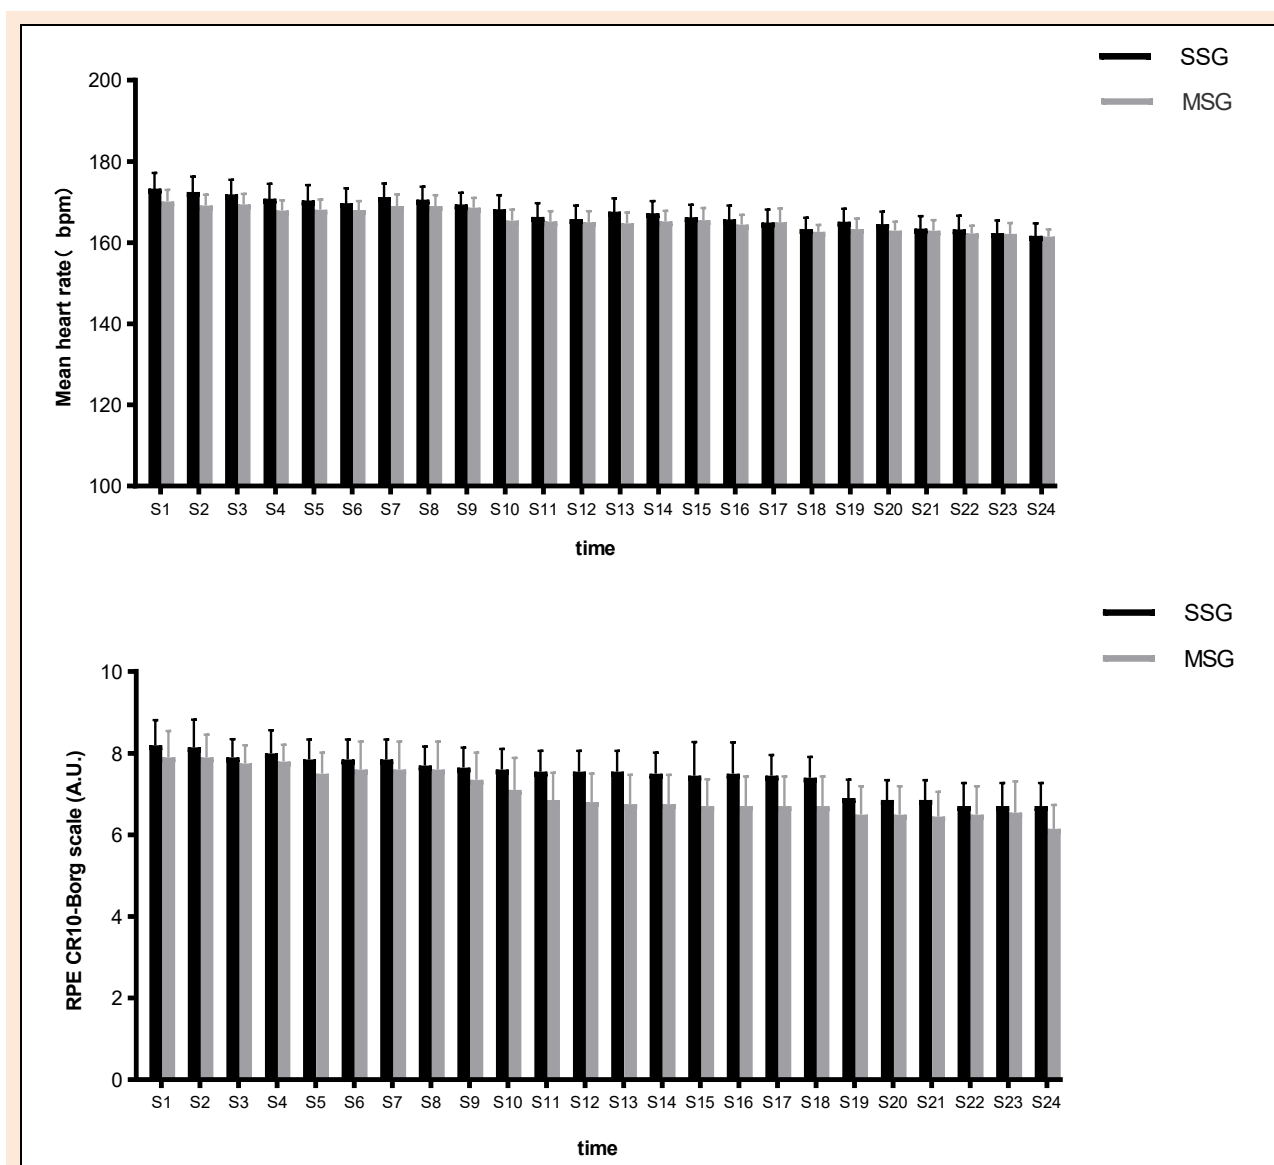 SSG
MSG
200
180
160
140
120
100
Mean heart rate( bpm)
S1 S2 S3 S4 S5 S6 S7 S8 S9 S10 S11 S12 S13 S14 S15 S16 S17 S18 S19 S20 S21 S22 S23 S24
time
SSG
MSG
10
8
6
4
2
0
RPE CR10-Borg scale (A.U.)
S1 S2 S3 S4 S5 S6 S7 S8 S9 S10 S11 S12 S13 S14 S15 S16 S17 S18 S19 S20 S21 S22 S23 S24
time